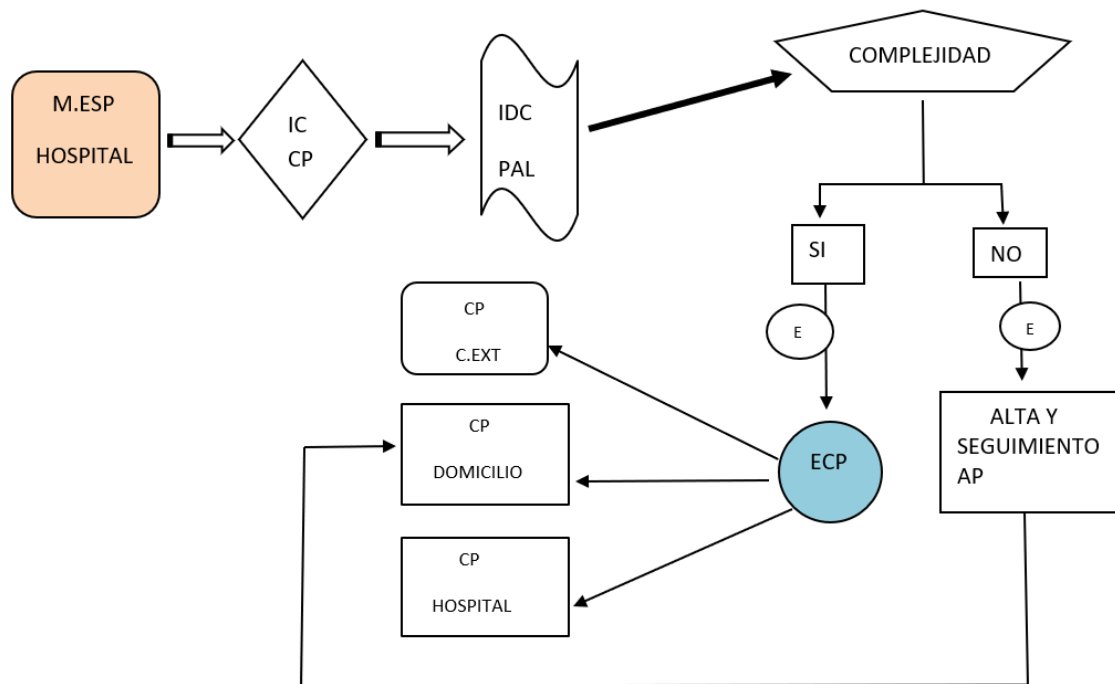 M.ESP
HOSPITAL
IC
CP
IDC
PAL
COMPLEJIDAD
SI
NO
E
E
CP
C.EXT
CP
DOMICILIO
CP
HOSPITAL
ECP
ALTA Y
SEGUIMIENTO
AP